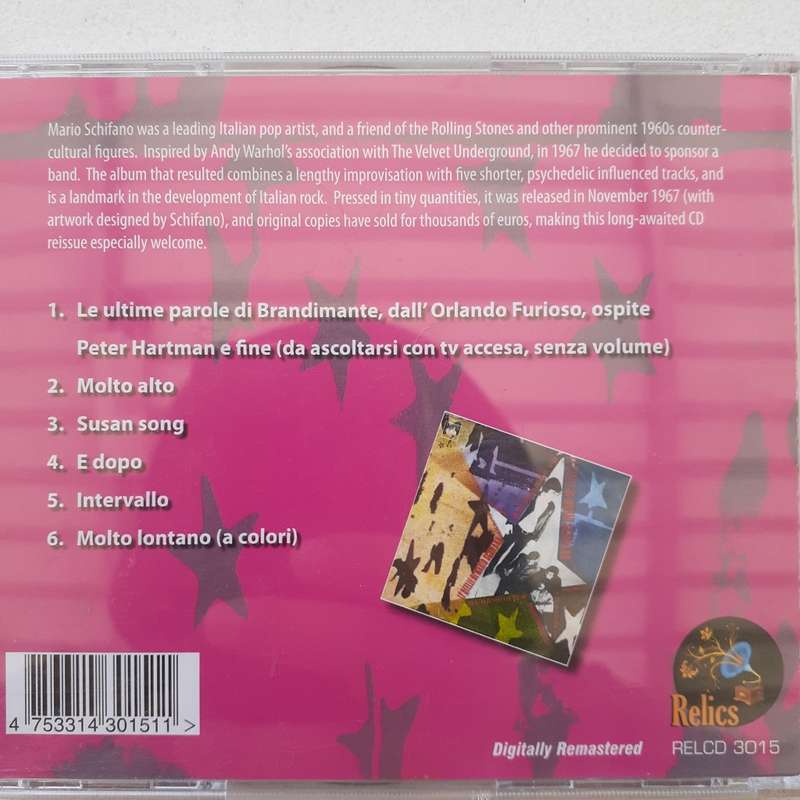 Mario Schifano was a leading Italian pop artist, and a friend of the Rolling Stones and other prominent 1960s counter-
cultural figures. Inspired by Andy Warhol's association with The Velvet Underground, in 1967 he decided to sponsor a
band. The album that resulted combines a lengthy improvisation with five shorter, psychedelic influenced tracks, and
is a landmark in the development of Italian rock. Pressed in tiny quantities, it was released in November 1967 (with
artwork designed by Schifano), and original copies have sold for thousands of euros, making this long-awaited CD
reissue especially welcome.
1. Le ultime parole di Brandimante, dall' Orlando Furioso, ospite
Peter Hartman e fine (da ascoltarsi con tv accesa, senza volume)
2. Molto alto
3. Susan song
4. E dopo
5. Intervallo
6. Molto lontano (a colori)
4 753314 301511 >
Relics
Digitally Remastered
RELCD 3015